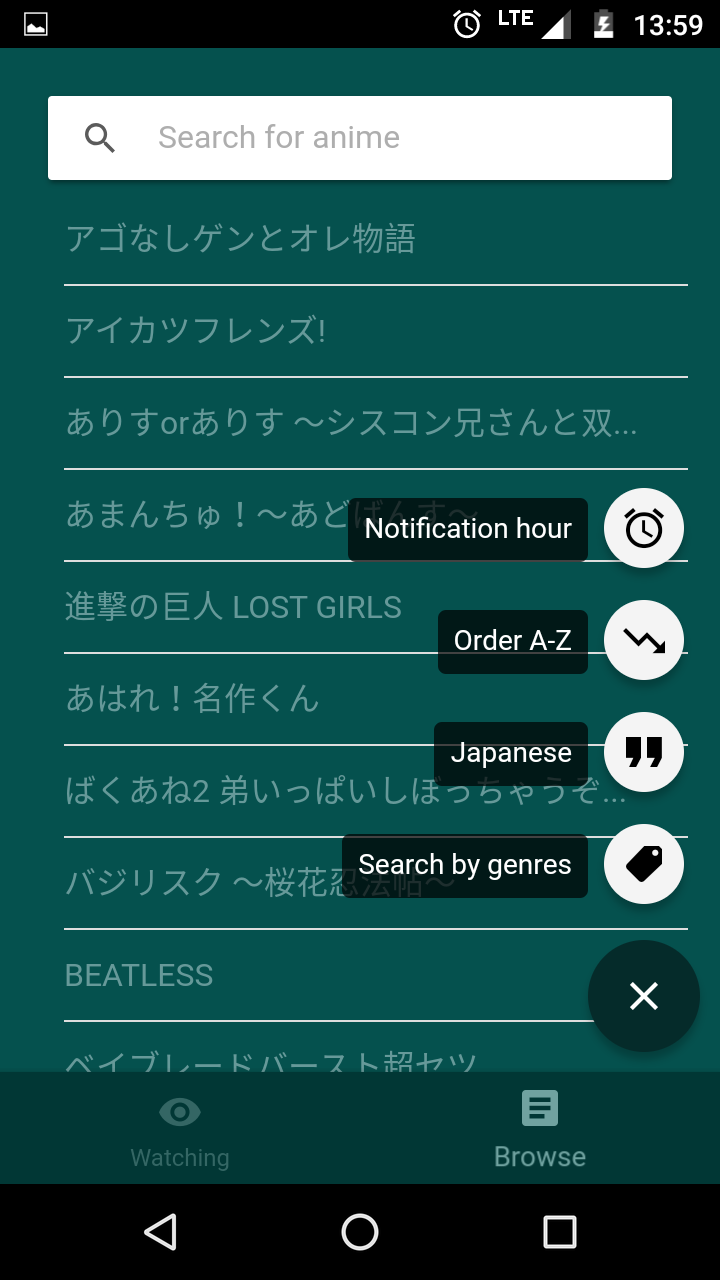 LTE 13:59
Search for anime
アゴなしゲンとオレ物語
アイカツフレンズ!
ありすorありす ～シスコン兄さんと双...
あまんちゅ！～あどばんす～
Notification hour
進撃の巨人 LOST GIRLS
Order A-Z
あはれ！名作くん
Japanese
ばくあね2 弟いっぱいしぼっちゃうぞ...
Search by genres
バジリスク ～桜花忍法帖～
BEATLESS
ベイブレードバースト超ゼツ
Watching
Browse